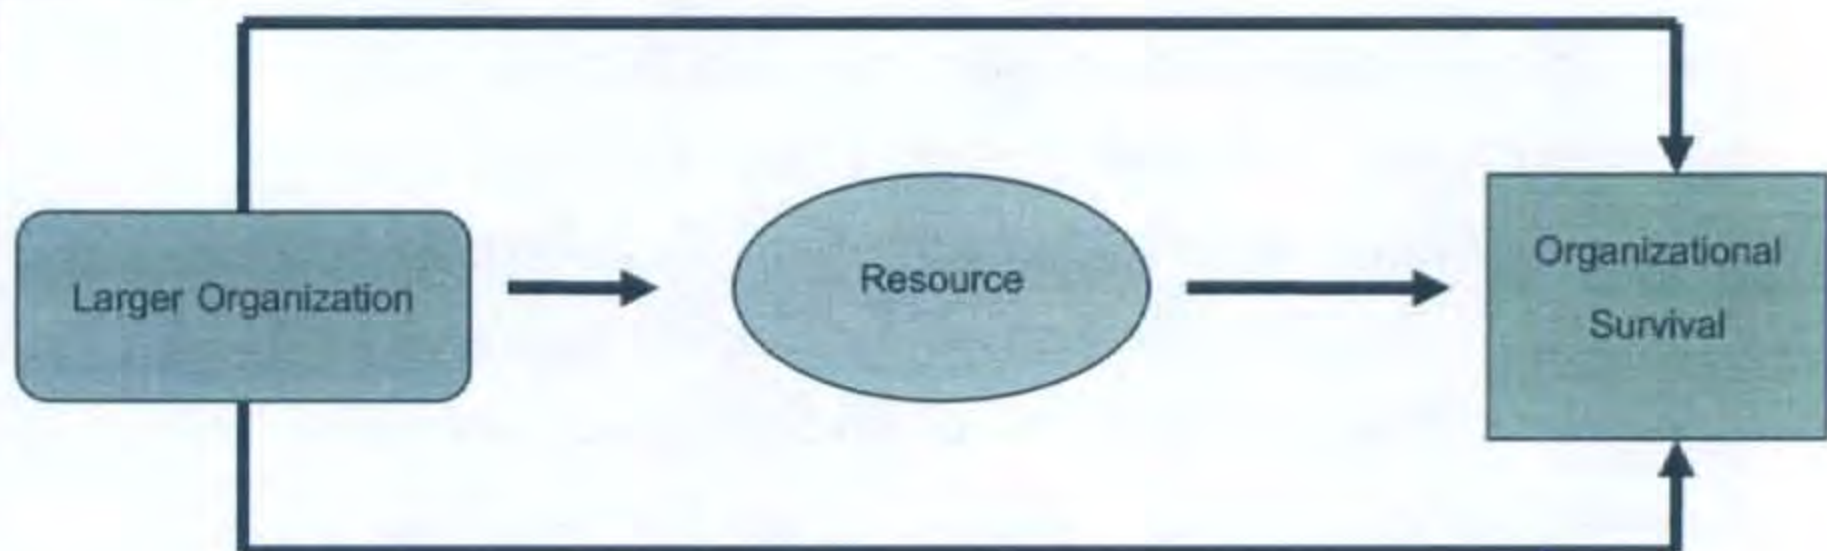 Larger Organization
Resource
Organizational
Survival